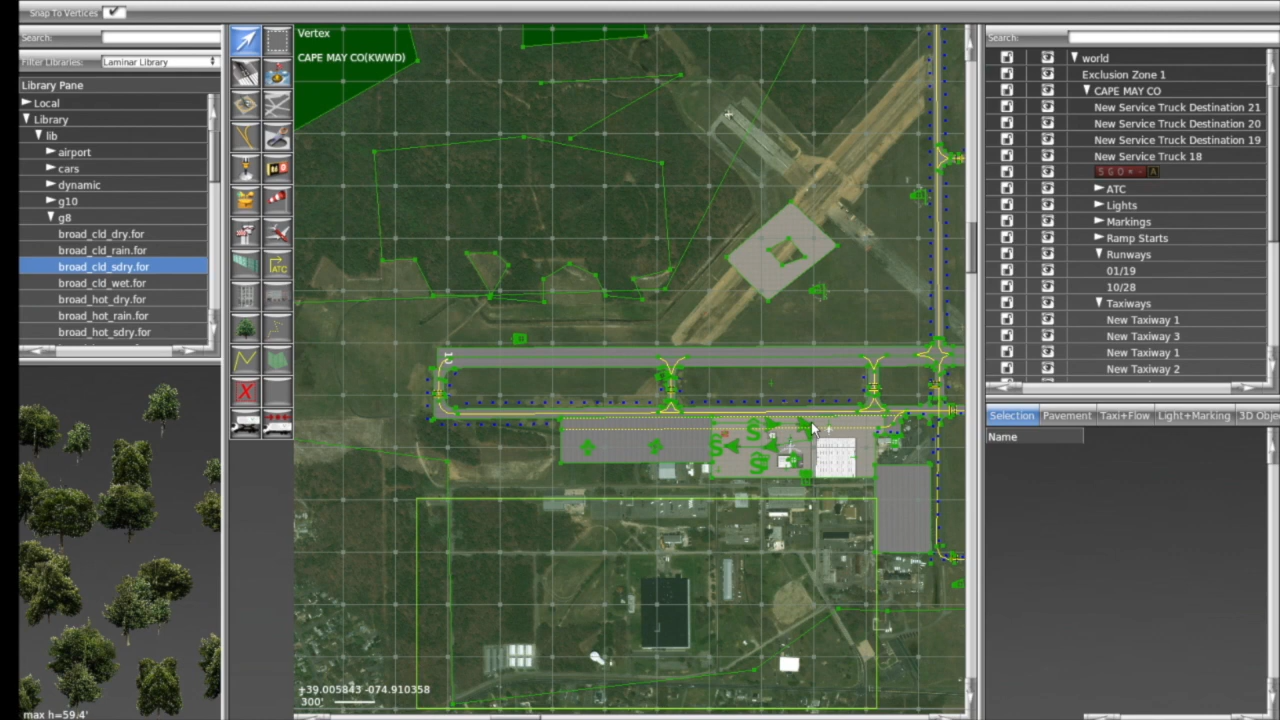 Snap To Vertices
Search:
Filter Libraries: Laminar Library
Library Pane
Local
Library
lib
airport
cars
dynamic
g10
g8
broad_cld_dry.for
broad_cld_rain.for
broad_cld_sdry.for
broad_cld_wet.for
broad_hot_dry.for
broad_hot_rain.for
broad_hot_sdry.for
max h=59.4'
ATC
Vertex
CAPE MAY CO(KWWD)
+39.005843 -074.910358
300'
Search:
world
Exclusion Zone 1
CAPE MAY CO
New Service Truck Destination 21
New Service Truck Destination 20
New Service Truck Destination 19
New Service Truck 18
ATC
Lights
Markings
Ramp Starts
Runways
01/19
10/28
Taxiways
New Taxiway 1
New Taxiway 3
New Taxiway 1
New Taxiway 2
Selection Pavement Taxi+Flow Light+Marking 3D Obje
Name